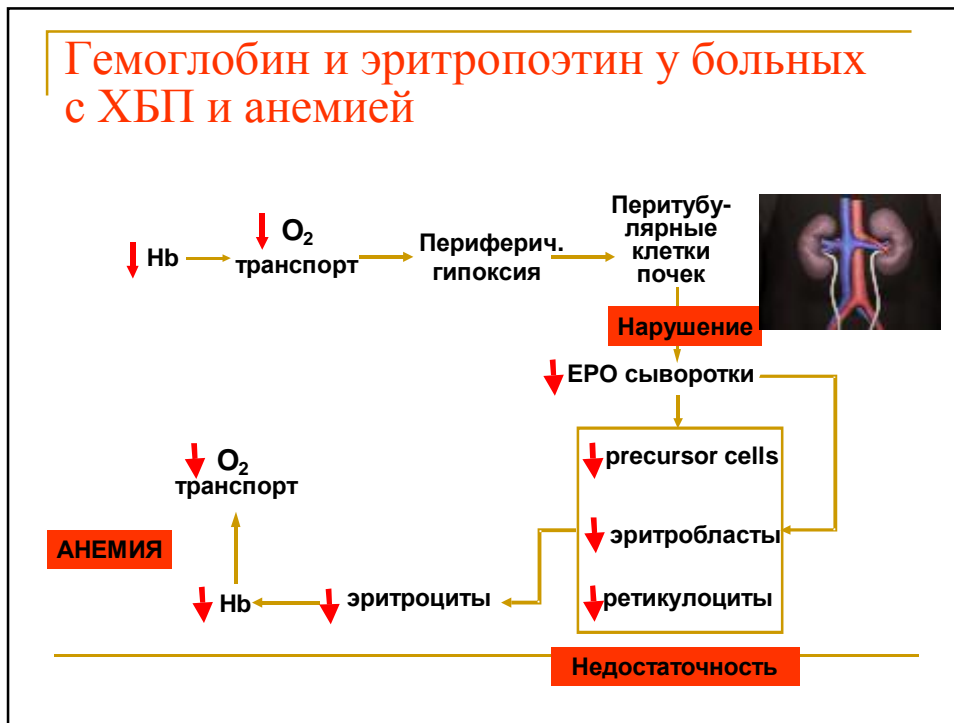 Гемоглобин и эритропоэтин у больных
с ХБП и анемией
Hb
O2
транспорт
Периферич.
гипоксия
Перитубу-
лярные
клетки
почек
Нарушение
ЕРО сыворотки
precursor cells
эритробласты
ретикулоциты
Недостаточность
эритроциты
Hb
O2
транспорт
АНЕМИЯ